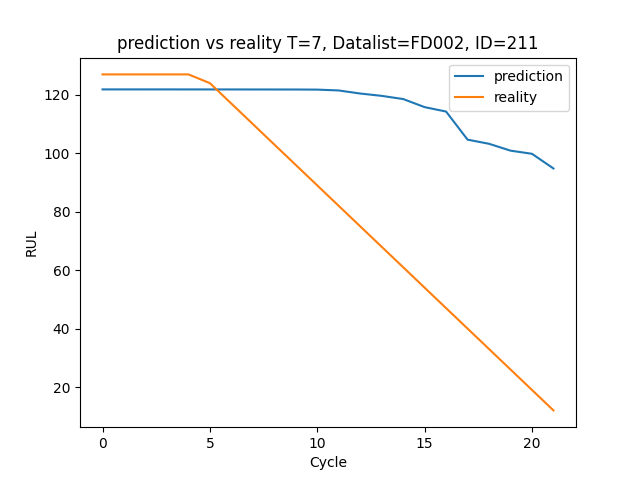 prediction vs reality T=7, Datalist=FD002, ID=211
prediction
reality
RUL
120
100
80
60
40
20
0 5 10 15 20
Cycle